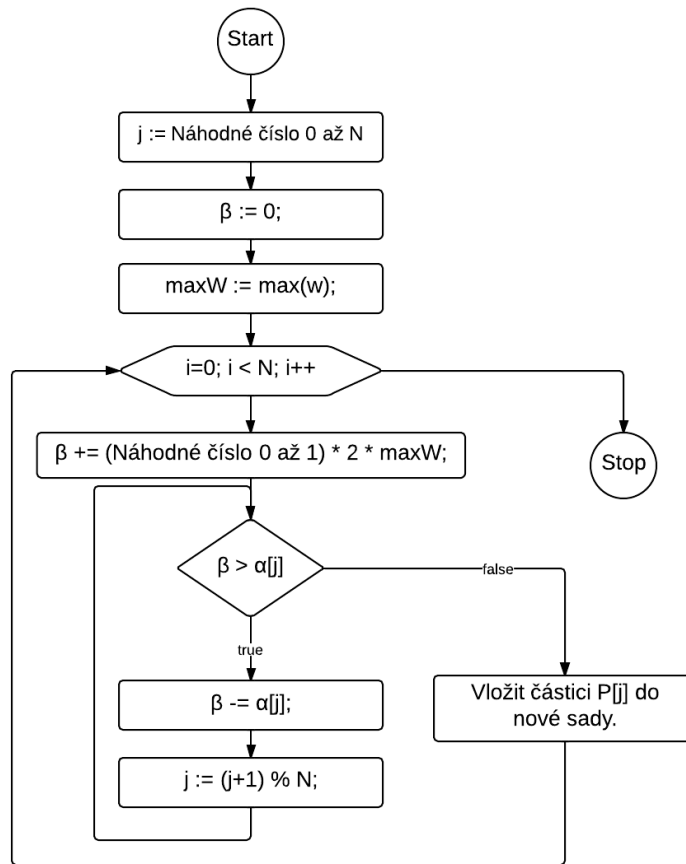 Start
j := Náhodné číslo 0 až N
β := 0;
maxW := max(w);
i=0; i < N; i++
β += (Náhodné číslo 0 až 1) * 2 * maxW;
Stop
β > α[j]
false
true
β -= α[j];
Vložit částici P[j] do
nové sady.
j := (j+1) % N;